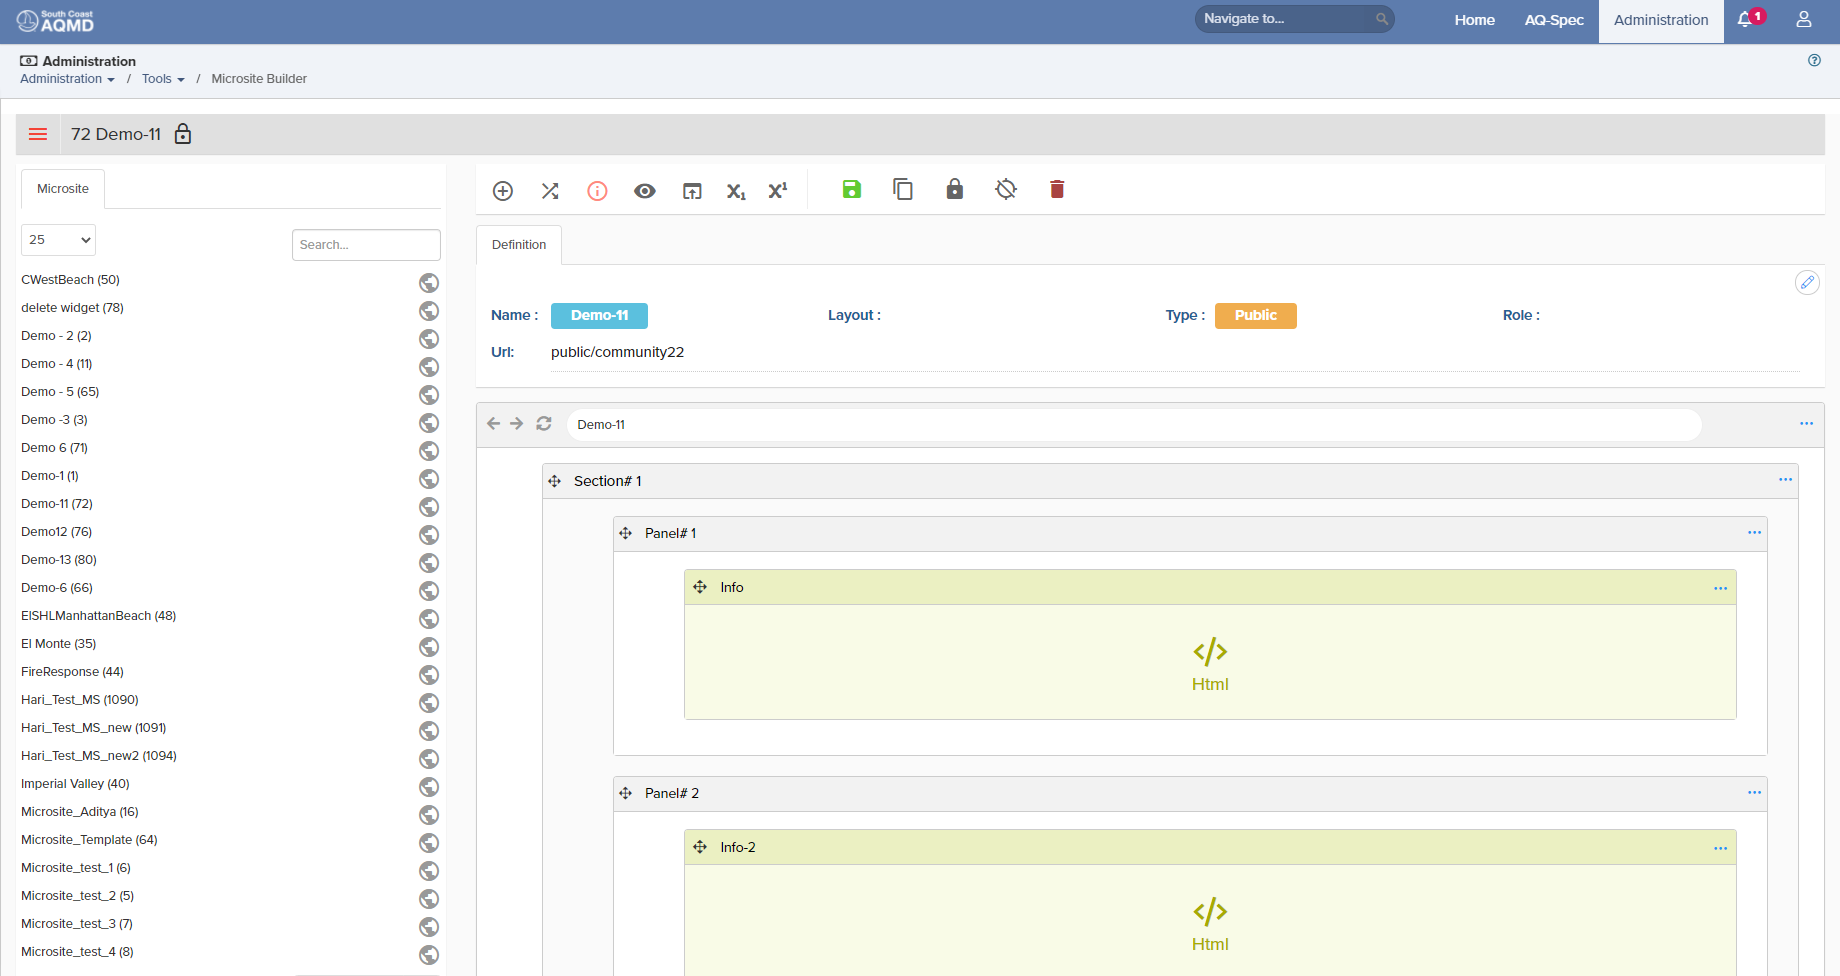 South Coast
AQMD
Navigate to...
Home
AQ-Spec
Administration
1
Administration
Administration / Tools / Microsite Builder
72 Demo-11
Microsite
25
Search...
CWestBeach (50)
delete widget (78)
Demo - 2 (2)
Demo - 4 (11)
Demo - 5 (65)
Demo -3 (3)
Demo 6 (71)
Demo-1 (1)
Demo-11 (72)
Demo12 (76)
Demo-13 (80)
Demo-6 (66)
EISHLManhattanBeach (48)
El Monte (35)
FireResponse (44)
Hari_Test_MS (1090)
Hari_Test_MS_new (1091)
Hari_Test_MS_new2 (1094)
Imperial Valley (40)
Microsite_Aditya (16)
Microsite_Template (64)
Microsite_test_1 (6)
Microsite_test_2 (5)
Microsite_test_3 (7)
Microsite_test_4 (8)
X1 X1
Definition
Name : Demo-11 Layout : Type : Public Role :
Url: public/community22
Demo-11
Section# 1
Panel# 1
Info
Html
Panel# 2
Info-2
Html